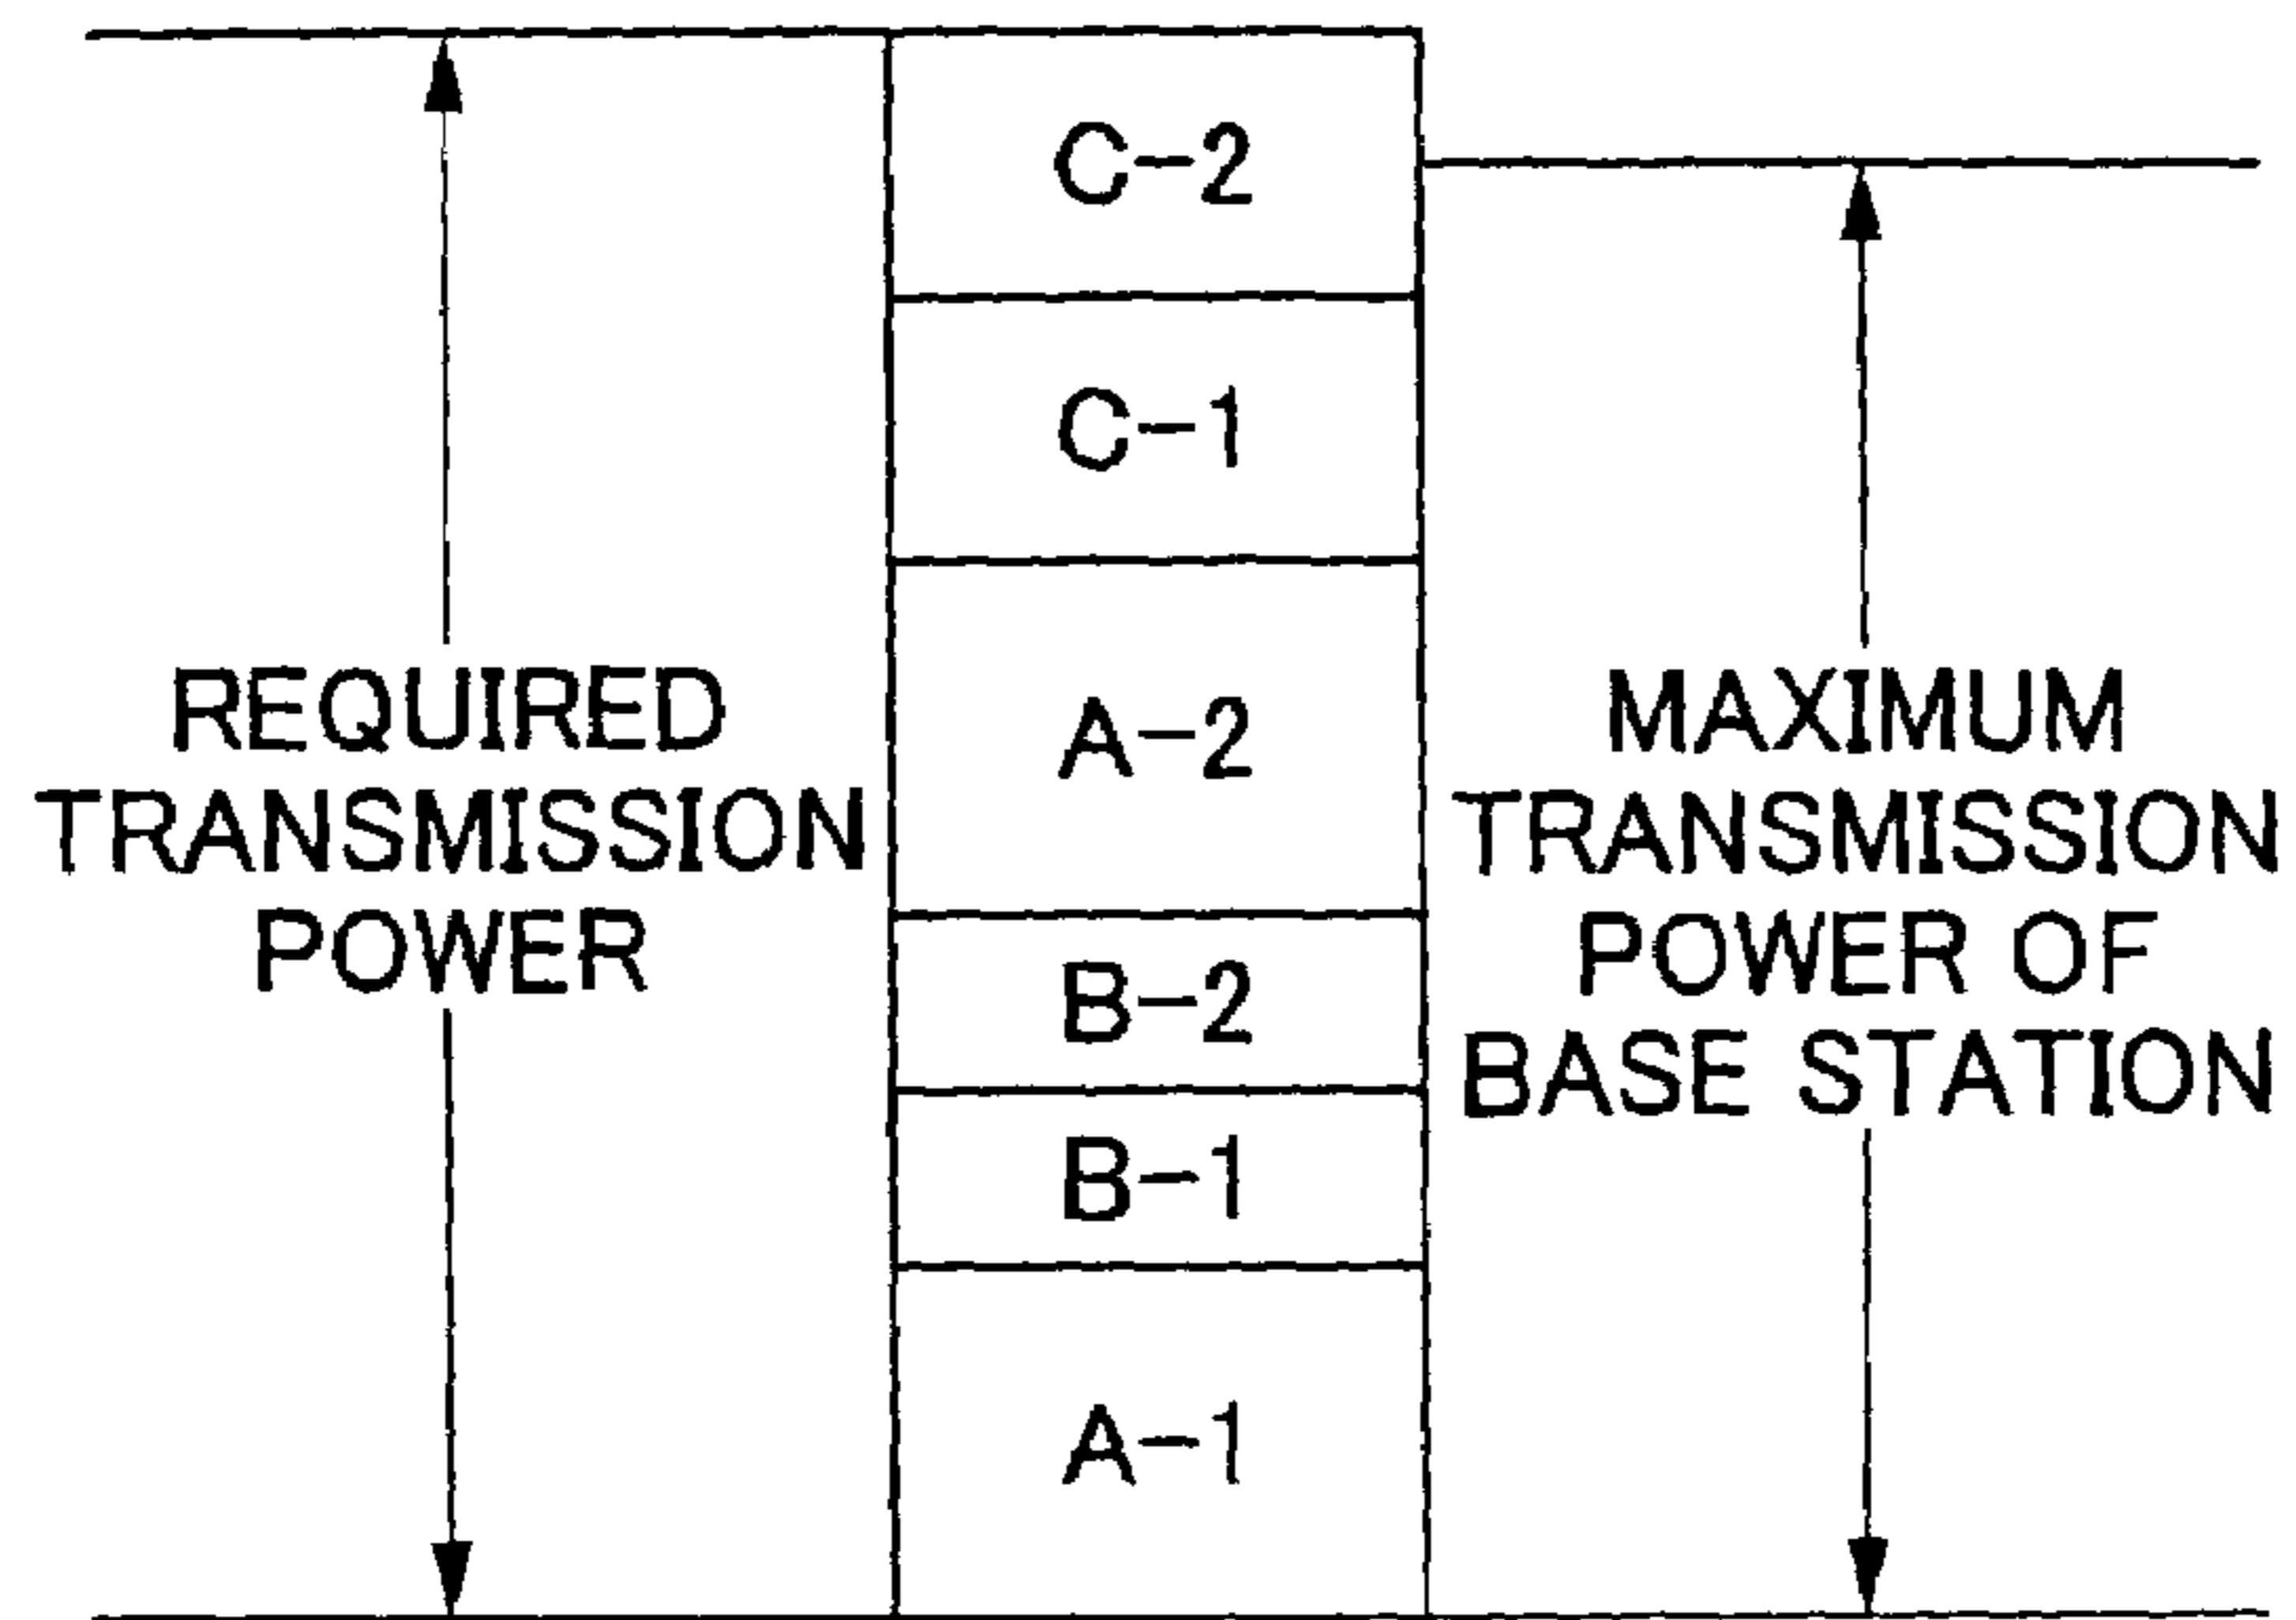 C-2
C-1
A-2
B-2
B-1
A-1
REQUIRED
TRANSMISSION
POWER
MAXIMUM
TRANSMISSION
POWER OF
BASE STATION